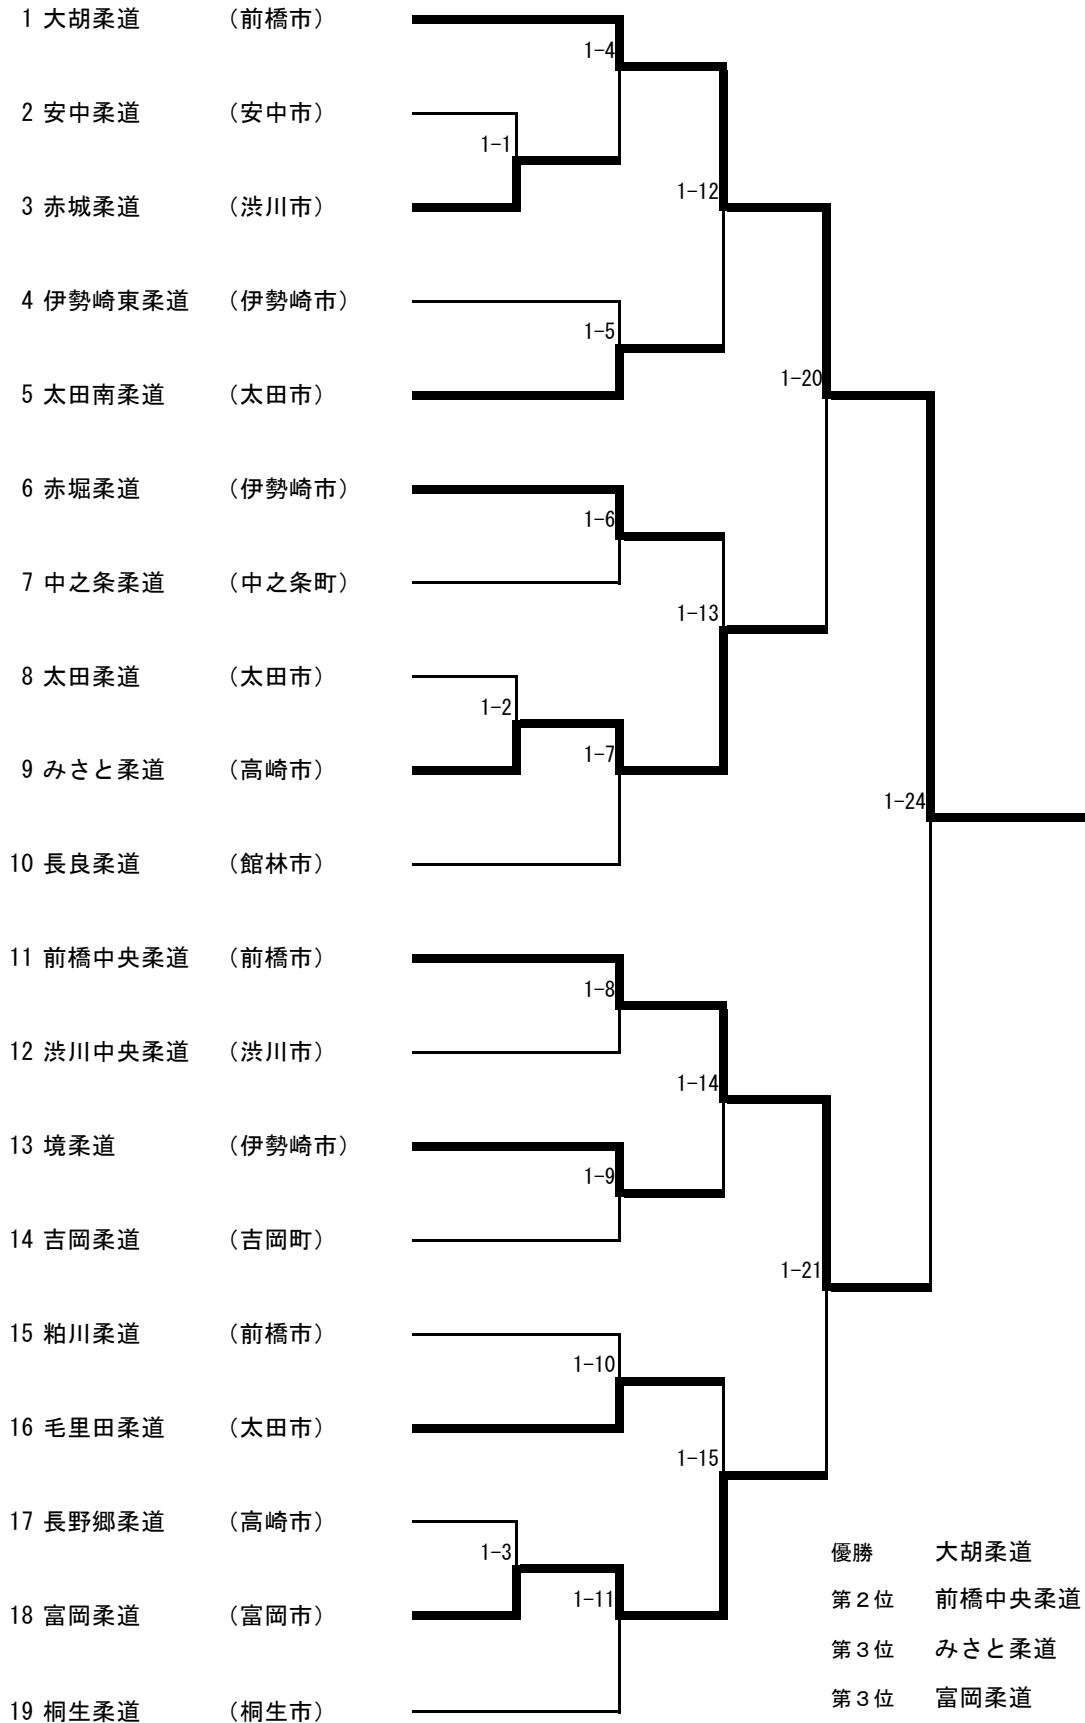 1 大胡柔道 （前橋市）
1-4
2 安中柔道 （安中市）
1-1
3 赤城柔道 （渋川市）
1-12
4 伊勢崎東柔道 （伊勢崎市）
1-5
5 太田南柔道 （太田市）
1-20
6 赤堀柔道 （伊勢崎市）
1-6
7 中之条柔道 （中之条町）
1-13
8 太田柔道 （太田市）
1-2
9 みさと柔道 （高崎市）
1-7
1-24
10 長良柔道 （館林市）
11 前橋中央柔道 （前橋市）
1-8
12 渋川中央柔道 （渋川市）
1-14
13 境柔道 （伊勢崎市）
1-9
14 吉岡柔道 （吉岡町）
1-21
15 粕川柔道 （前橋市）
1-10
16 毛里田柔道 （太田市）
1-15
17 長野郷柔道 （高崎市）
1-3
18 富岡柔道 （富岡市）
1-11
19 桐生柔道 （桐生市）
優勝 大胡柔道
第２位 前橋中央柔道
第３位 みさと柔道
第３位 富岡柔道